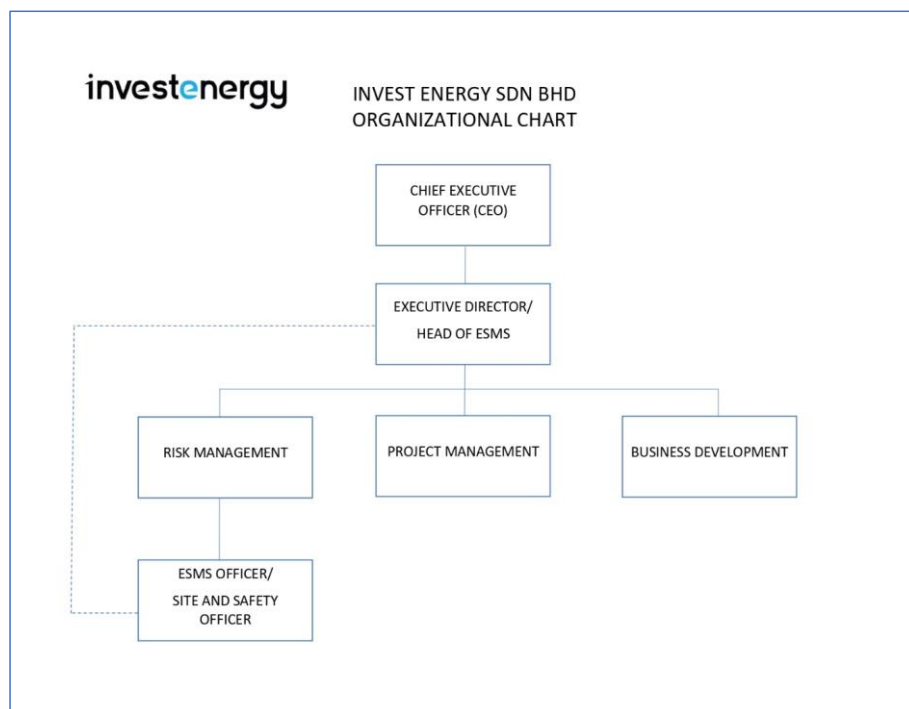 investenergy
INVEST ENERGY SDN BHD
ORGANIZATIONAL CHART
CHIEF EXECUTIVE
OFFICER (CEO)
EXECUTIVE DIRECTOR/
HEAD OF ESMS
RISK MANAGEMENT
PROJECT MANAGEMENT
BUSINESS DEVELOPMENT
ESMS OFFICER/
SITE AND SAFETY
OFFICER